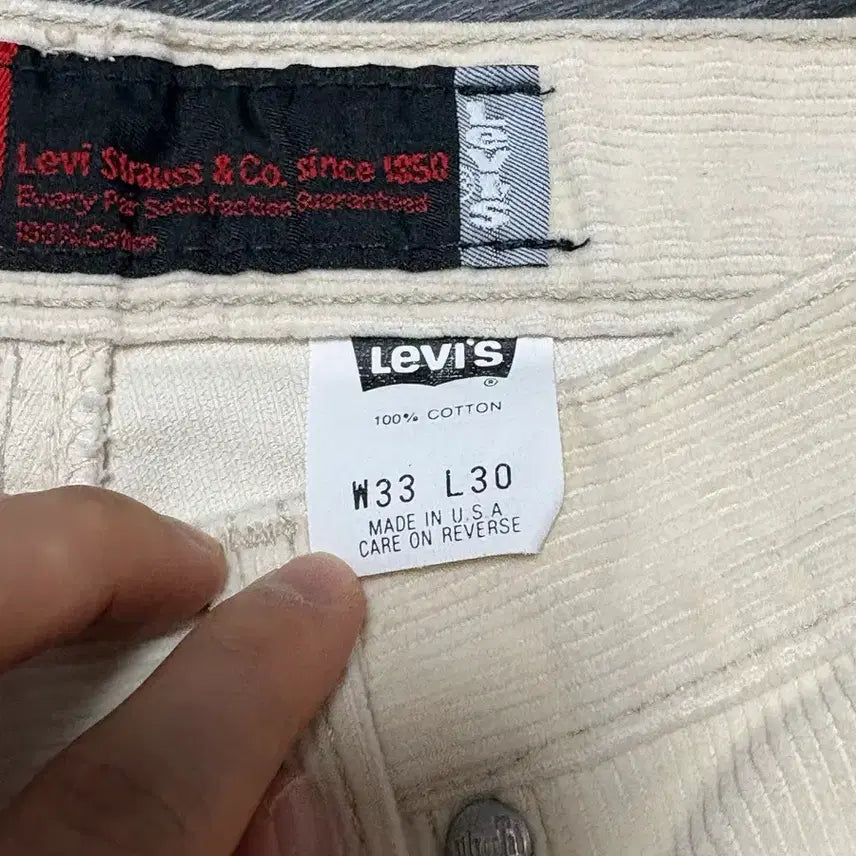 Levi Strauss & Co. since 1850
Every Pair Satisfaction Guaranteed
100% Cotton
LEVI'S
LEVI'S
®
100% COTTON
W33 L30
MADE IN U.S.A
CARE ON REVERSE